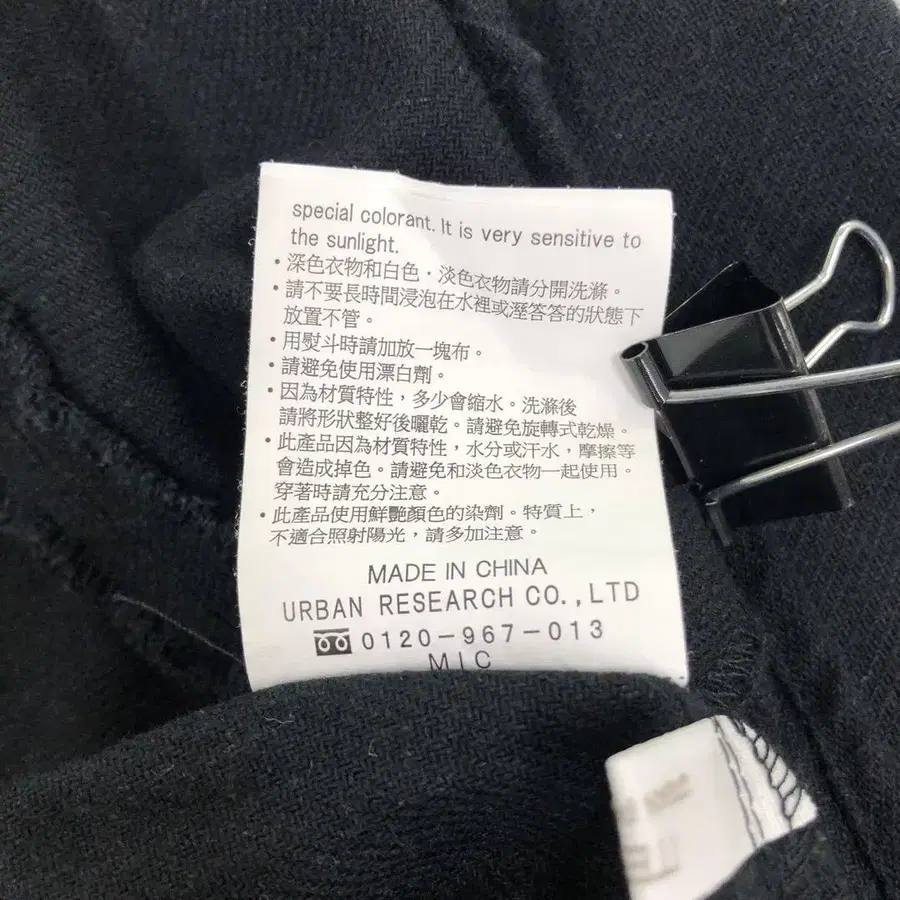 special colorant. It is very sensitive to
the sunlight.
・深色衣物和白色・淡色衣物請分開洗滌。
・請不要長時間浸泡在水裡或溼答答的狀態下
放置不管。
・用熨斗時請加放一塊布。
・請避免使用漂白劑。
・因為材質特性，多少會縮水。洗滌後
請將形狀整好後曬乾。請避免旋轉式乾燥。
・此產品因為材質特性，水分或汗水，摩擦等
會造成掉色。請避免和淡色衣物一起使用。
穿著時請充分注意。
・此產品使用鮮艷顏色的染劑。特質上，
不適合照射陽光，請多加注意。
MADE IN CHINA
URBAN RESEARCH CO.,LTD
0120-967-013
MIC